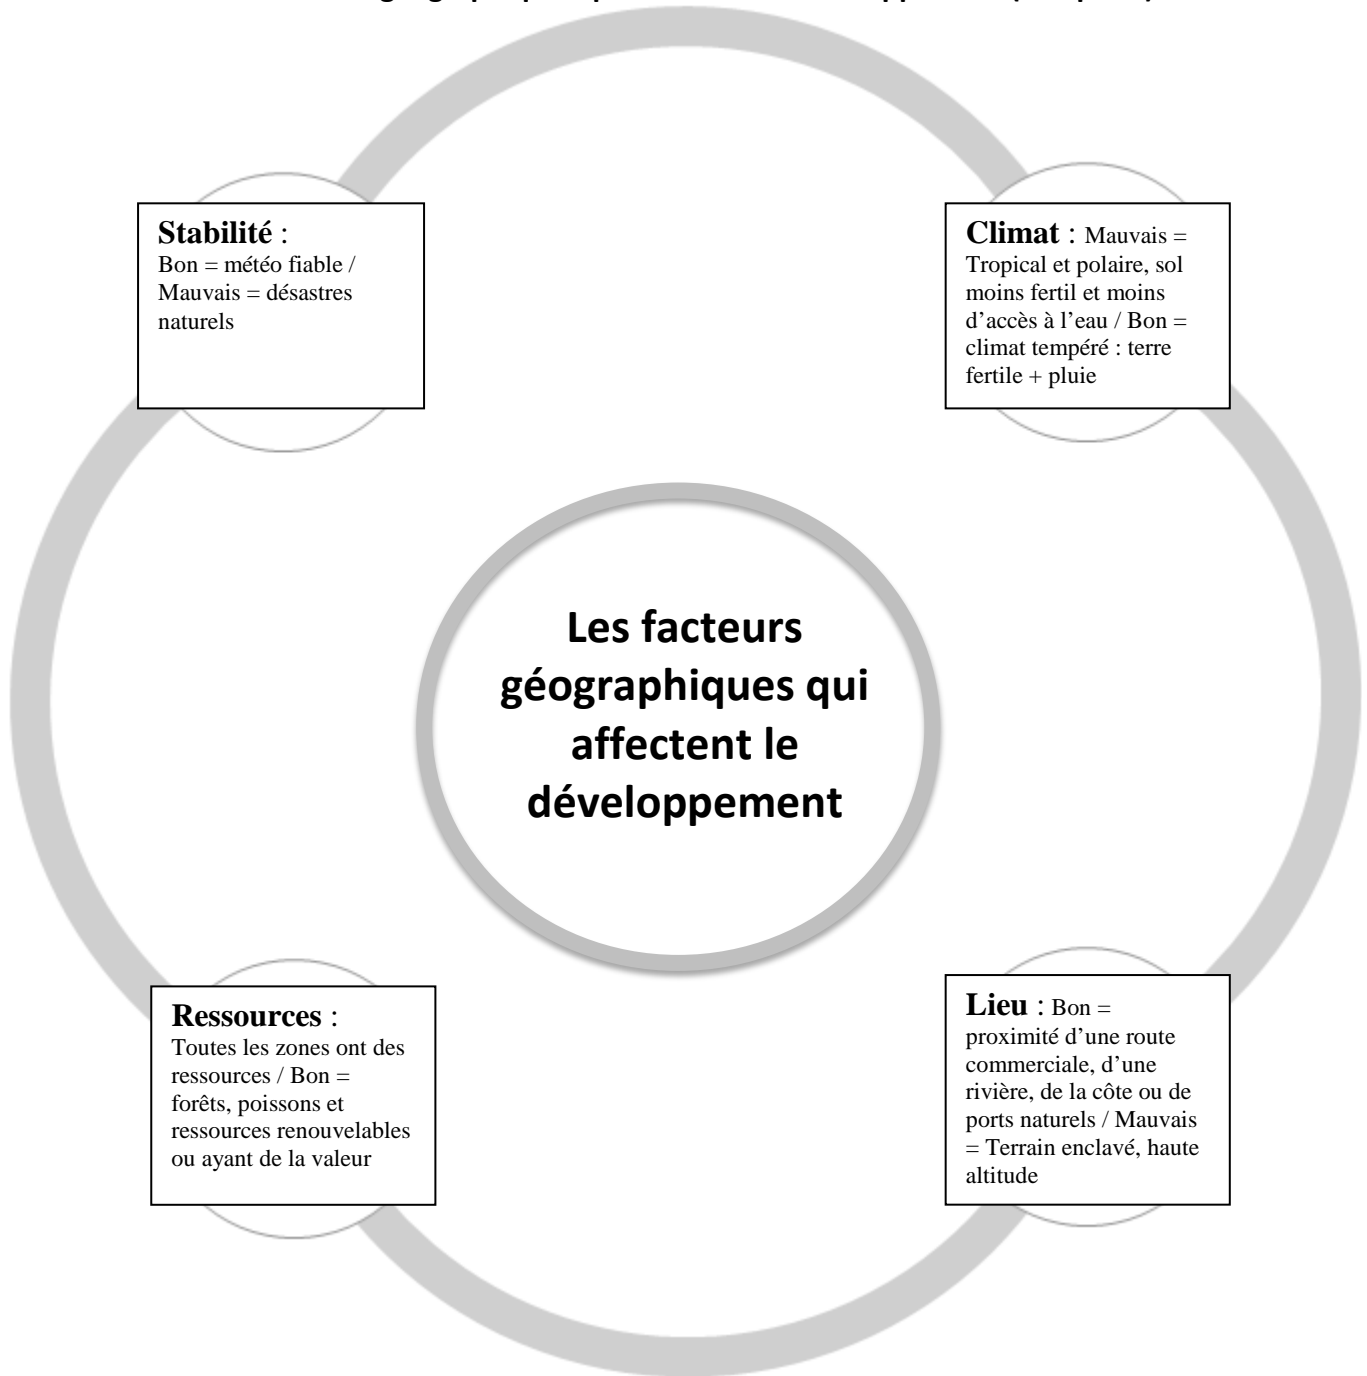 Stabilité :
Bon = météo fiable /
Mauvais = désastres
naturels
Climat : Mauvais =
Tropical et polaire, sol
moins fertil et moins
d’accès à l’eau / Bon =
climat tempéré : terre
fertile + pluie
Les facteurs
géographiques qui
affectent le
développement
Ressources :
Toutes les zones ont des
ressources / Bon =
forêts, poissons et
ressources renouvelables
ou ayant de la valeur
Lieu : Bon =
proximité d’une route
commerciale, d’une
rivière, de la côte ou de
ports naturels / Mauvais
= Terrain enclavé, haute
altitude